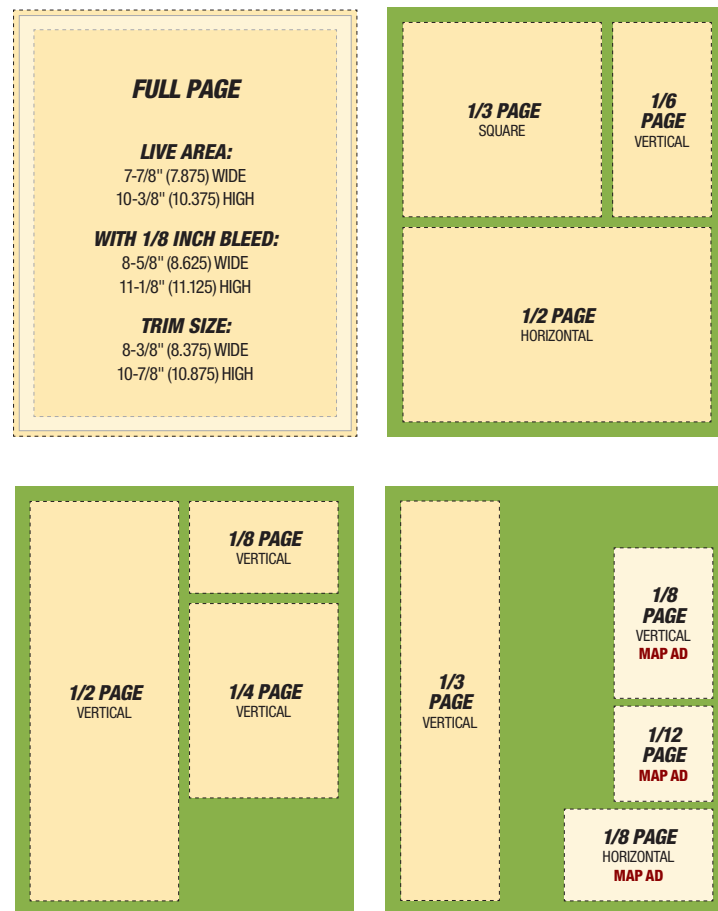 FULL PAGE
LIVE AREA:
7-7/8" (7.875) WIDE
10-3/8" (10.375) HIGH
WITH 1/8 INCH BLEED:
8-5/8" (8.625) WIDE
11-1/8" (11.125) HIGH
TRIM SIZE:
8-3/8" (8.375) WIDE
10-7/8" (10.875) HIGH
1/3 PAGE
SQUARE
1/6
PAGE
VERTICAL
1/2 PAGE
HORIZONTAL
1/2 PAGE
VERTICAL
1/8 PAGE
VERTICAL
1/4 PAGE
VERTICAL
1/3
PAGE
VERTICAL
1/8
PAGE
VERTICAL
MAP AD
1/12
PAGE
MAP AD
1/8 PAGE
HORIZONTAL
MAP AD